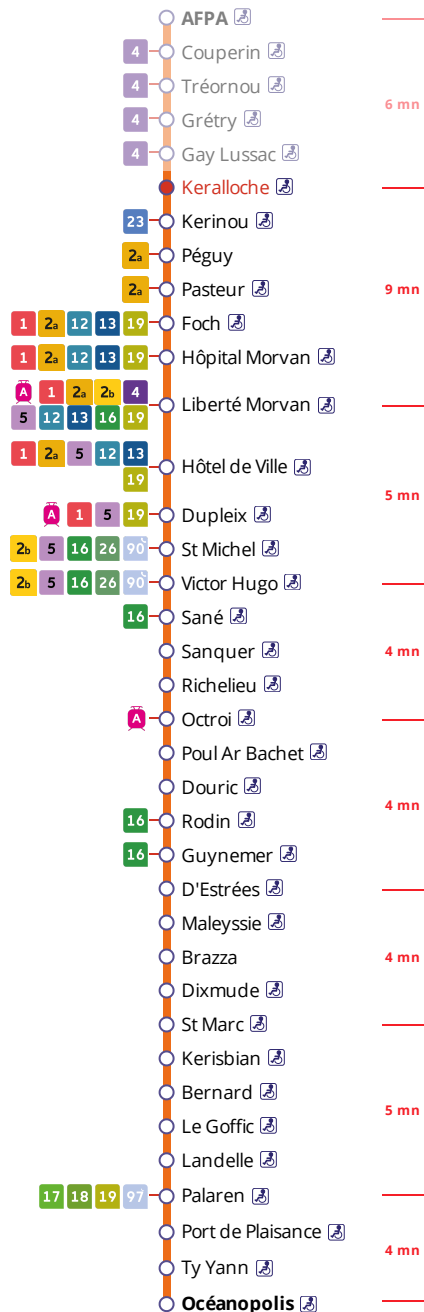 AFPA
4 Couperin
4 Tréornou
6 mn
4 Grétry
4 Gay Lussac
Keralloche
23 Kerinou
2a Péguy
2a Pasteur 9 mn
1 2a 12 13 19 Foch
1 2a 12 13 19 Hôpital Morvan
A 1 2a 2b 4
5 12 13 16 19 Liberté Morvan
1 2a 5 12 13
19 Hôtel de Ville
5 mn
A 1 5 19 Dupleix
2b 5 16 26 90 St Michel
2b 5 16 26 90 Victor Hugo
16 Sané
Sanquer 4 mn
Richelieu
A Octroi
Poul Ar Bachet
Douric
4 mn
16 Rodin
16 Guynemer
D'Estrées
Maleyssie
Brazza 4 mn
Dixmude
St Marc
Kerisbian
Bernard
5 mn
Le Goffic
Landelle
17 18 19 97 Palaren
Port de Plaisance
4 mn
Ty Yann
Océanopolis